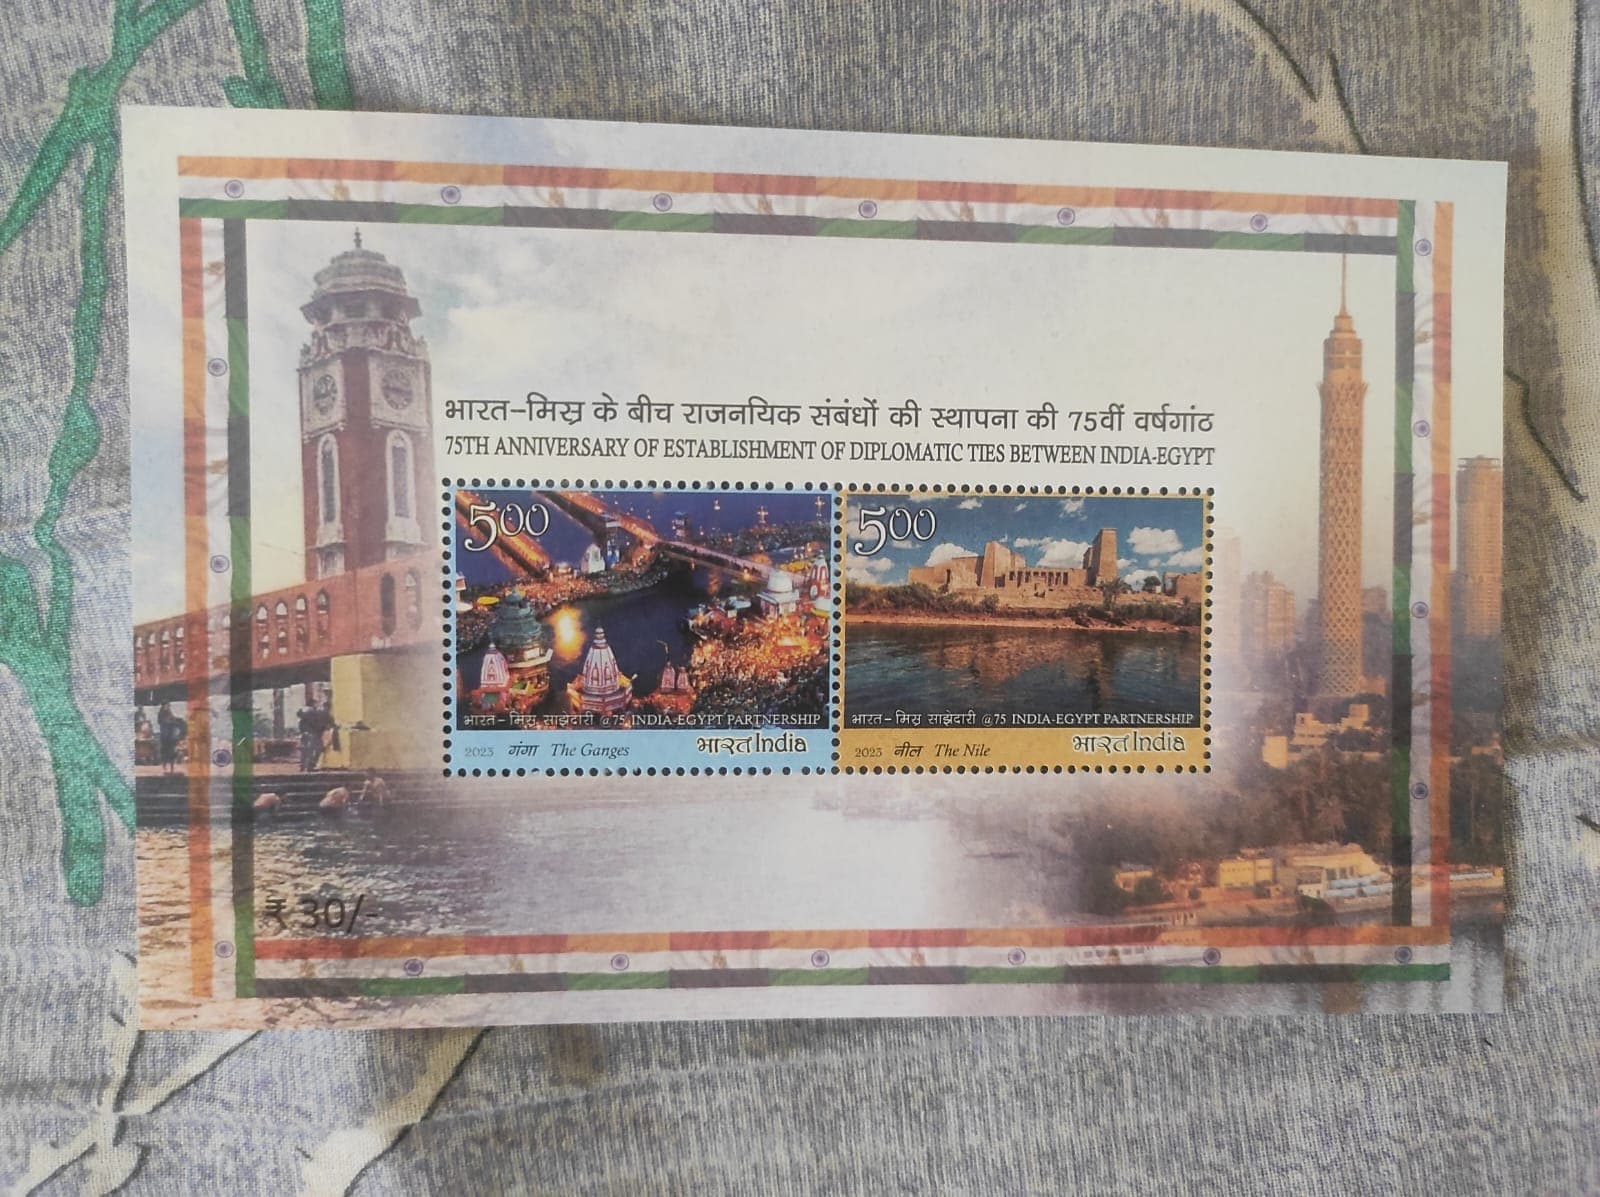 भारत-मिस्र के बीच राजनयिक संबंधों की स्थापना की 75वीं वर्षगांठ
75TH ANNIVERSARY OF ESTABLISHMENT OF DIPLOMATIC TIES BETWEEN INDIA-EGYPT
500
भारत-मिस्र साझेदारी @75 INDIA-EGYPT PARTNERSHIP
2023 गंगा The Ganges भारत India
500
भारत-मिस्र साझेदारी @75 INDIA-EGYPT PARTNERSHIP
2023 नील The Nile भारत India
₹ 30/-